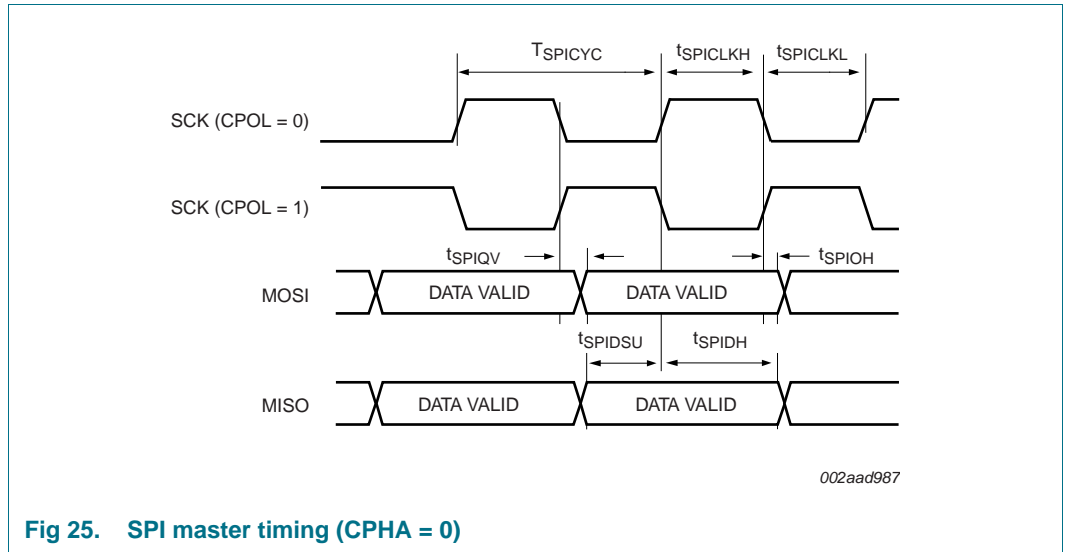 TSPICYC tSPICLKH tSPICLKL
SCK (CPOL = 0)
SCK (CPOL = 1)
tSPIQV tSPIOH
MOSI DATA VALID DATA VALID
tSPIDSU tSPIDH
MISO DATA VALID DATA VALID
002aad987
Fig 25. SPI master timing (CPHA = 0)